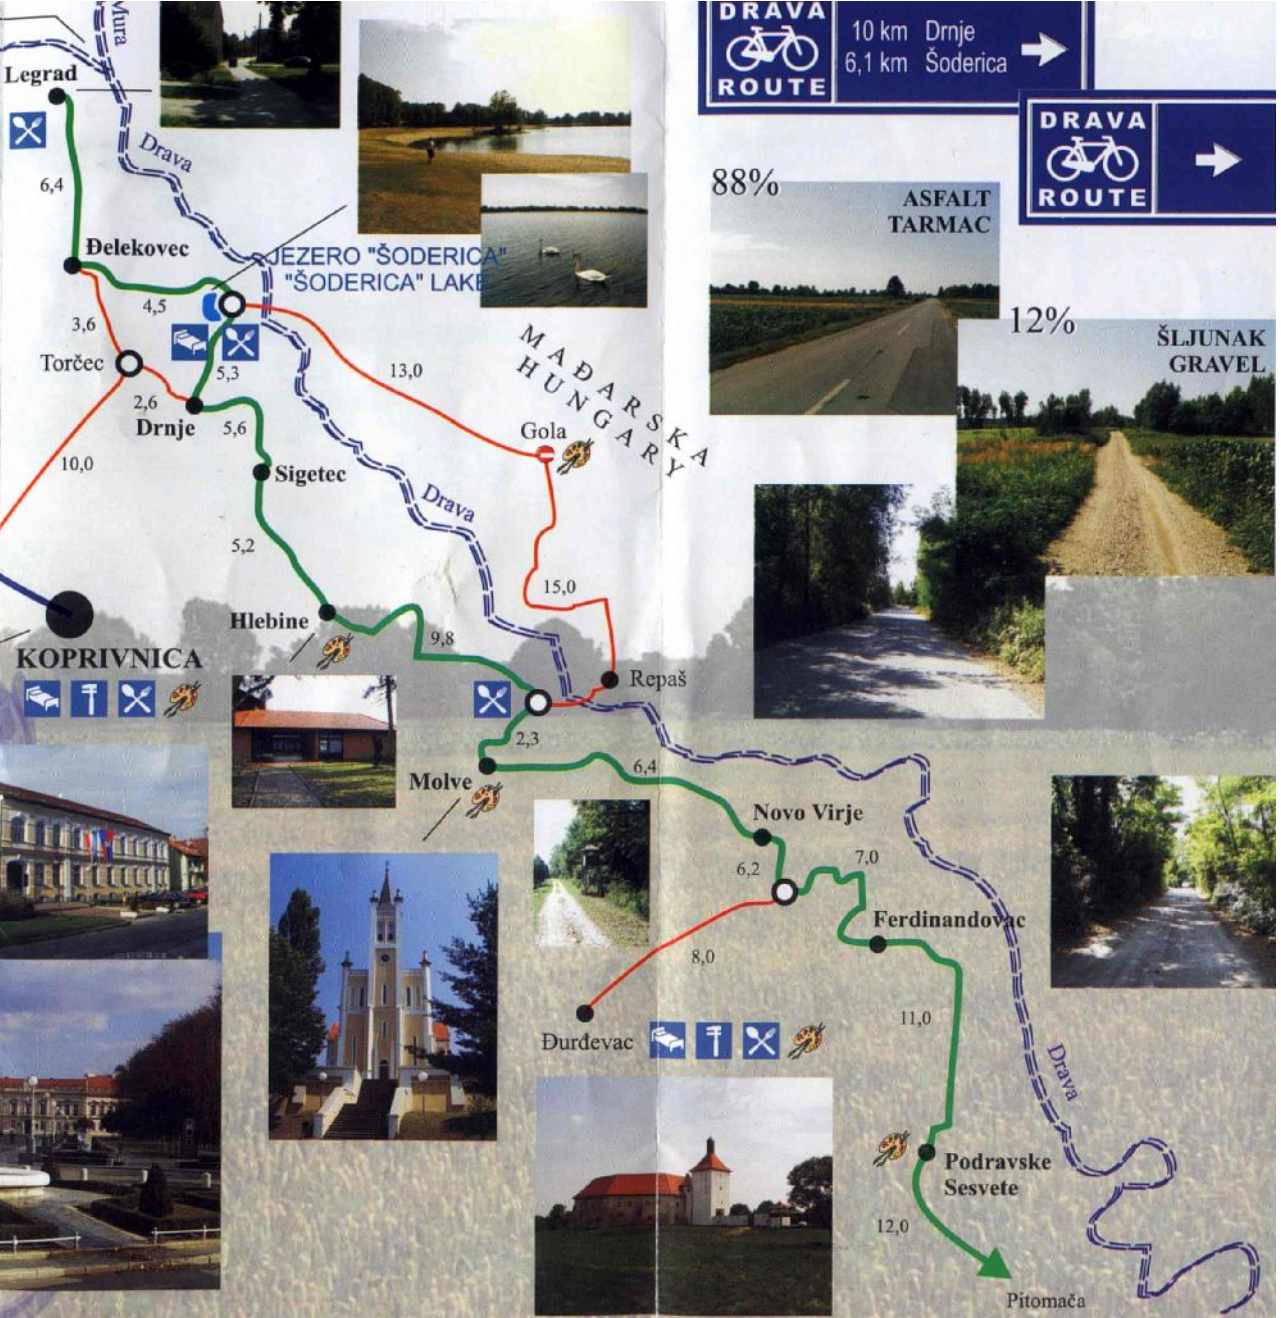 Mura
DRAVA
ROUTE
10 km Drnje
6,1 km Šoderica
DRAVA
ROUTE
Legrad
Drava
6,4
88%
ASFALT
TARMAC
Đelekovec
JEZERO "ŠODERICA"
"ŠODERICA" LAKE
4,5
3,6
12%
ŠLJUNAK
GRAVEL
MAĐARSKA
HUNGARY
Torčec
5,3
13,0
2,6
Drnje
5,6
Gola
10,0
Sigetec
Drava
5,2
15,0
Hlebine
9,8
KOPRIVNICA
Repaš
2,3
Molve
6,4
Novo Virje
6,2
7,0
Ferdinandovac
8,0
11,0
Đurđevac
Drava
Podravske
Sesvete
12,0
Pitomača